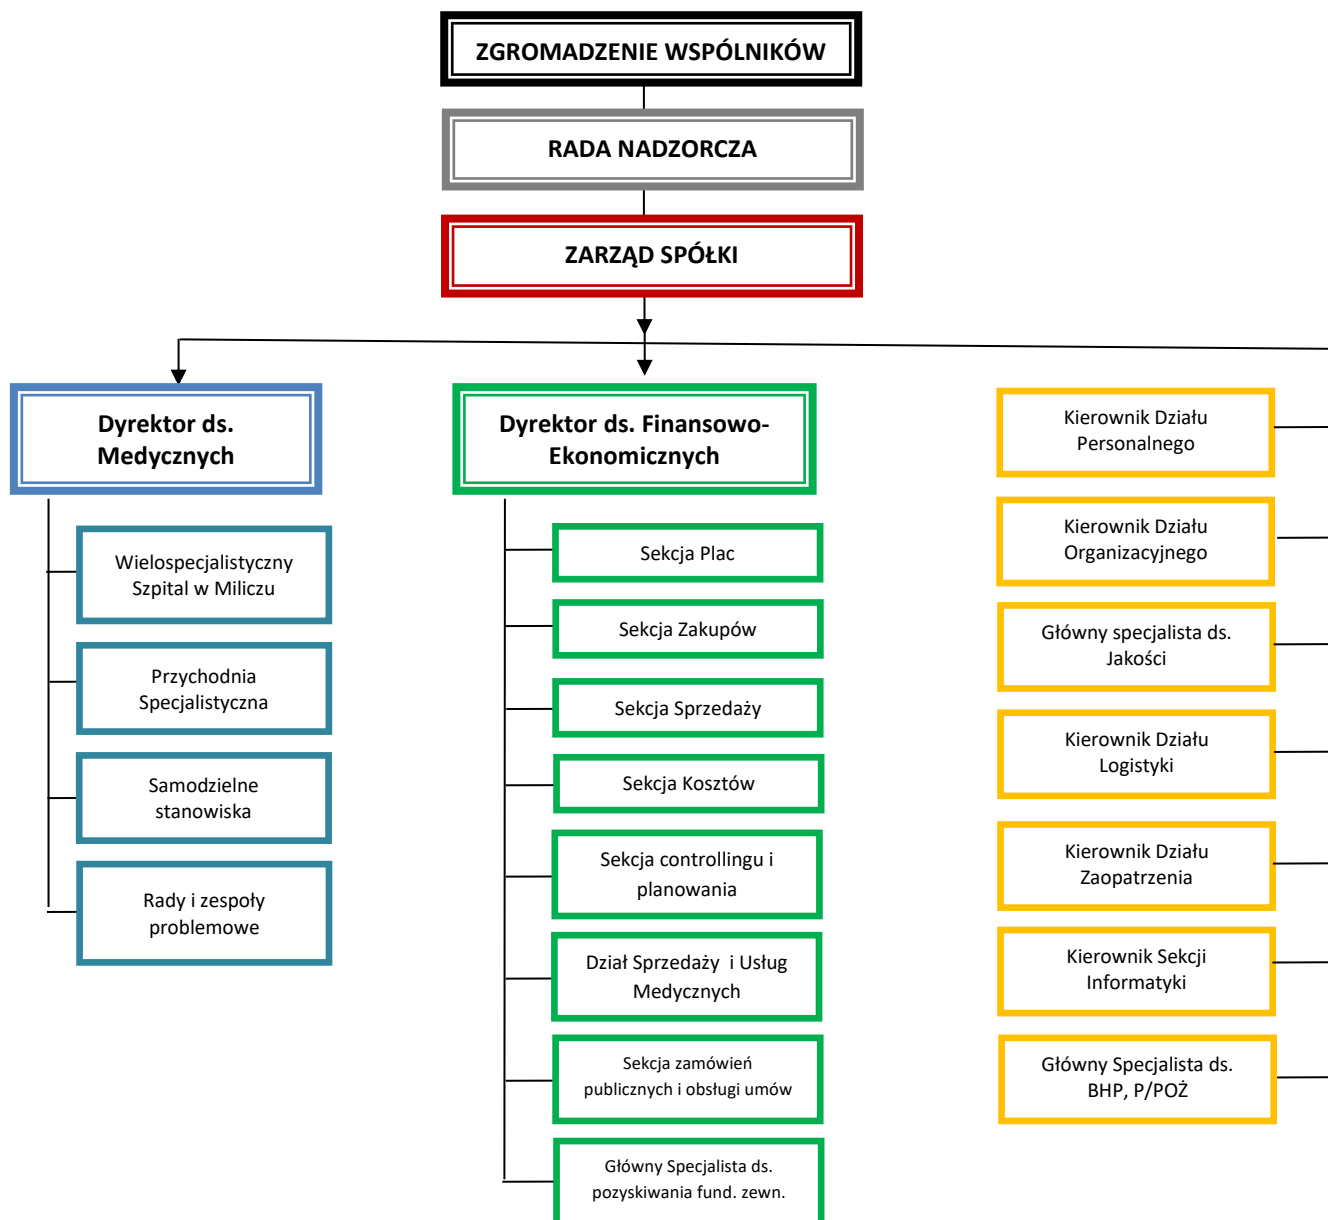 ZGROMADZENIE WSPÓLNIKÓW
RADA NADZORCZA
ZARZĄD SPÓŁKI
Dyrektor ds.
Medycznych
Wielospecjalistyczny
Szpital w Miliczu
Przychodnia
Specjalistyczna
Samodzielne
stanowiska
Rady i zespoły
problemowe
Dyrektor ds. Finansowo-
Ekonomicznych
Sekcja Plac
Sekcja Zakupów
Sekcja Sprzedaży
Sekcja Kosztów
Sekcja controllingu i
planowania
Dział Sprzedaży i Usług
Medycznych
Sekcja zamówień
publicznych i obsługi umów
Główny Specjalista ds.
pozyskiwania fund. zewn.
Kierownik Działu
Personalnego
Kierownik Działu
Organizacyjnego
Główny specjalista ds.
Jakości
Kierownik Działu
Logistyki
Kierownik Działu
Zaopatrzenia
Kierownik Sekcji
Informatyki
Główny Specjalista ds.
BHP, P/POŻ